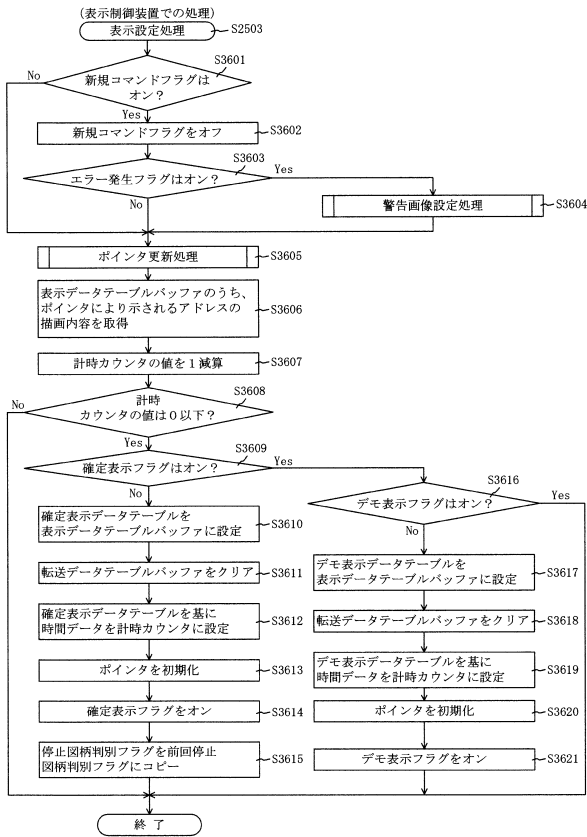 (表示制御装置での処理)
表示設定処理 S2503
S3601
新規コマンドフラグは
オン?
No
Yes
新規コマンドフラグをオフ S3602
S3603
エラー発生フラグはオン?
Yes
No
警告画像設定処理 S3604
ポインタ更新処理 S3605
表示データテーブルバッファのうち、
ポインタにより示されるアドレスの
描画内容を取得
S3606
計時カウンタの値を1減算 S3607
S3608
計時
カウンタの値は0以下?
No
Yes
S3609
確定表示フラグはオン?
Yes
No
S3616
デモ表示フラグはオン?
Yes
No
確定表示データテーブルを
表示データテーブルバッファに設定
S3610
転送データテーブルバッファをクリア S3611
確定表示データテーブルを基に
時間データを計時カウンタに設定
S3612
ポインタを初期化 S3613
確定表示フラグをオン S3614
停止図柄判別フラグを前回停止
図柄判別フラグにコピー
S3615
デモ表示データテーブルを
表示データテーブルバッファに設定
S3617
転送データテーブルバッファをクリア S3618
デモ表示データテーブルを基に
時間データを計時カウンタに設定
S3619
ポインタを初期化 S3620
デモ表示フラグをオン S3621
終了